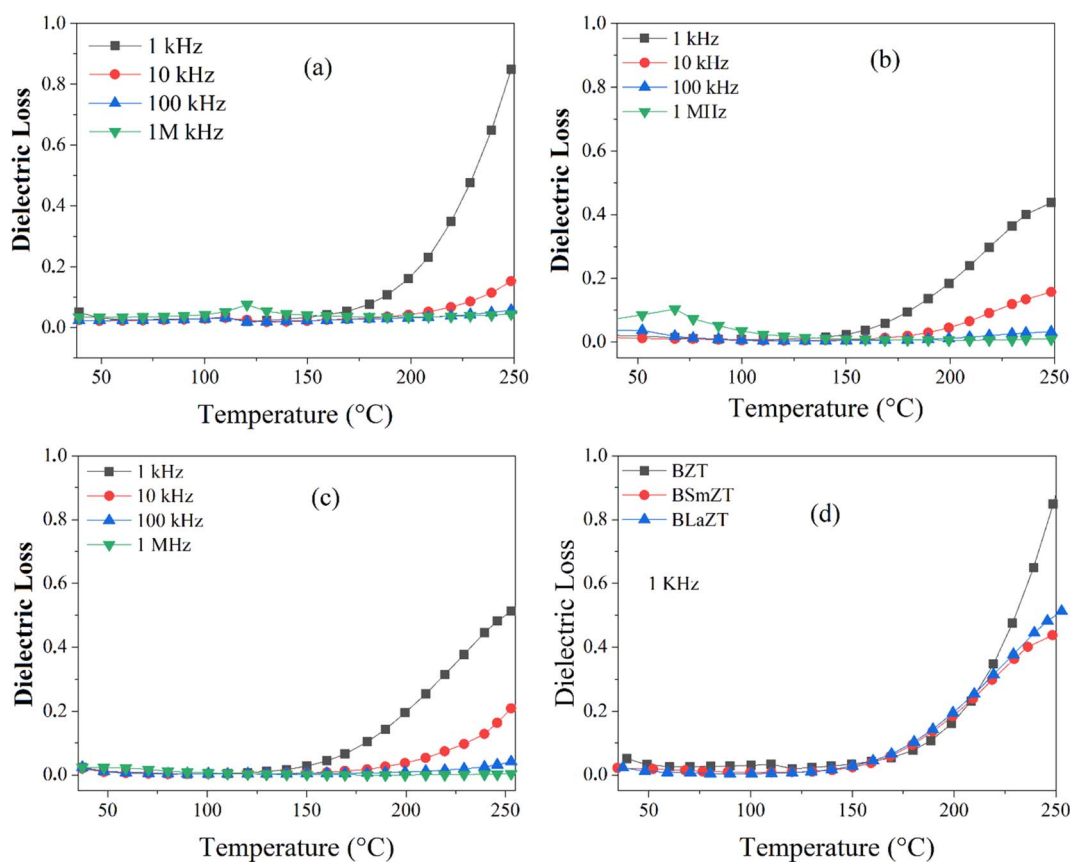 1.0
0.8
0.6
0.4
0.2
0.0
Dielectric Loss
1 kHz
10 kHz
100 kHz
1M kHz
(a)
50 100 150 200 250
Temperature (°C)
1.0
0.8
0.6
0.4
0.2
0.0
Dielectric Loss
1 kHz
10 kHz
100 kHz
1 MHz
(b)
50 100 150 200 250
Temperature (°C)
1.0
0.8
0.6
0.4
0.2
0.0
Dielectric Loss
1 kHz
10 kHz
100 kHz
1 MHz
(c)
50 100 150 200 250
Temperature (°C)
1.0
0.8
0.6
0.4
0.2
0.0
Dielectric Loss
BZT
BSmZT
BLaZT
(d)
1 KHz
50 100 150 200 250
Temperature (°C)